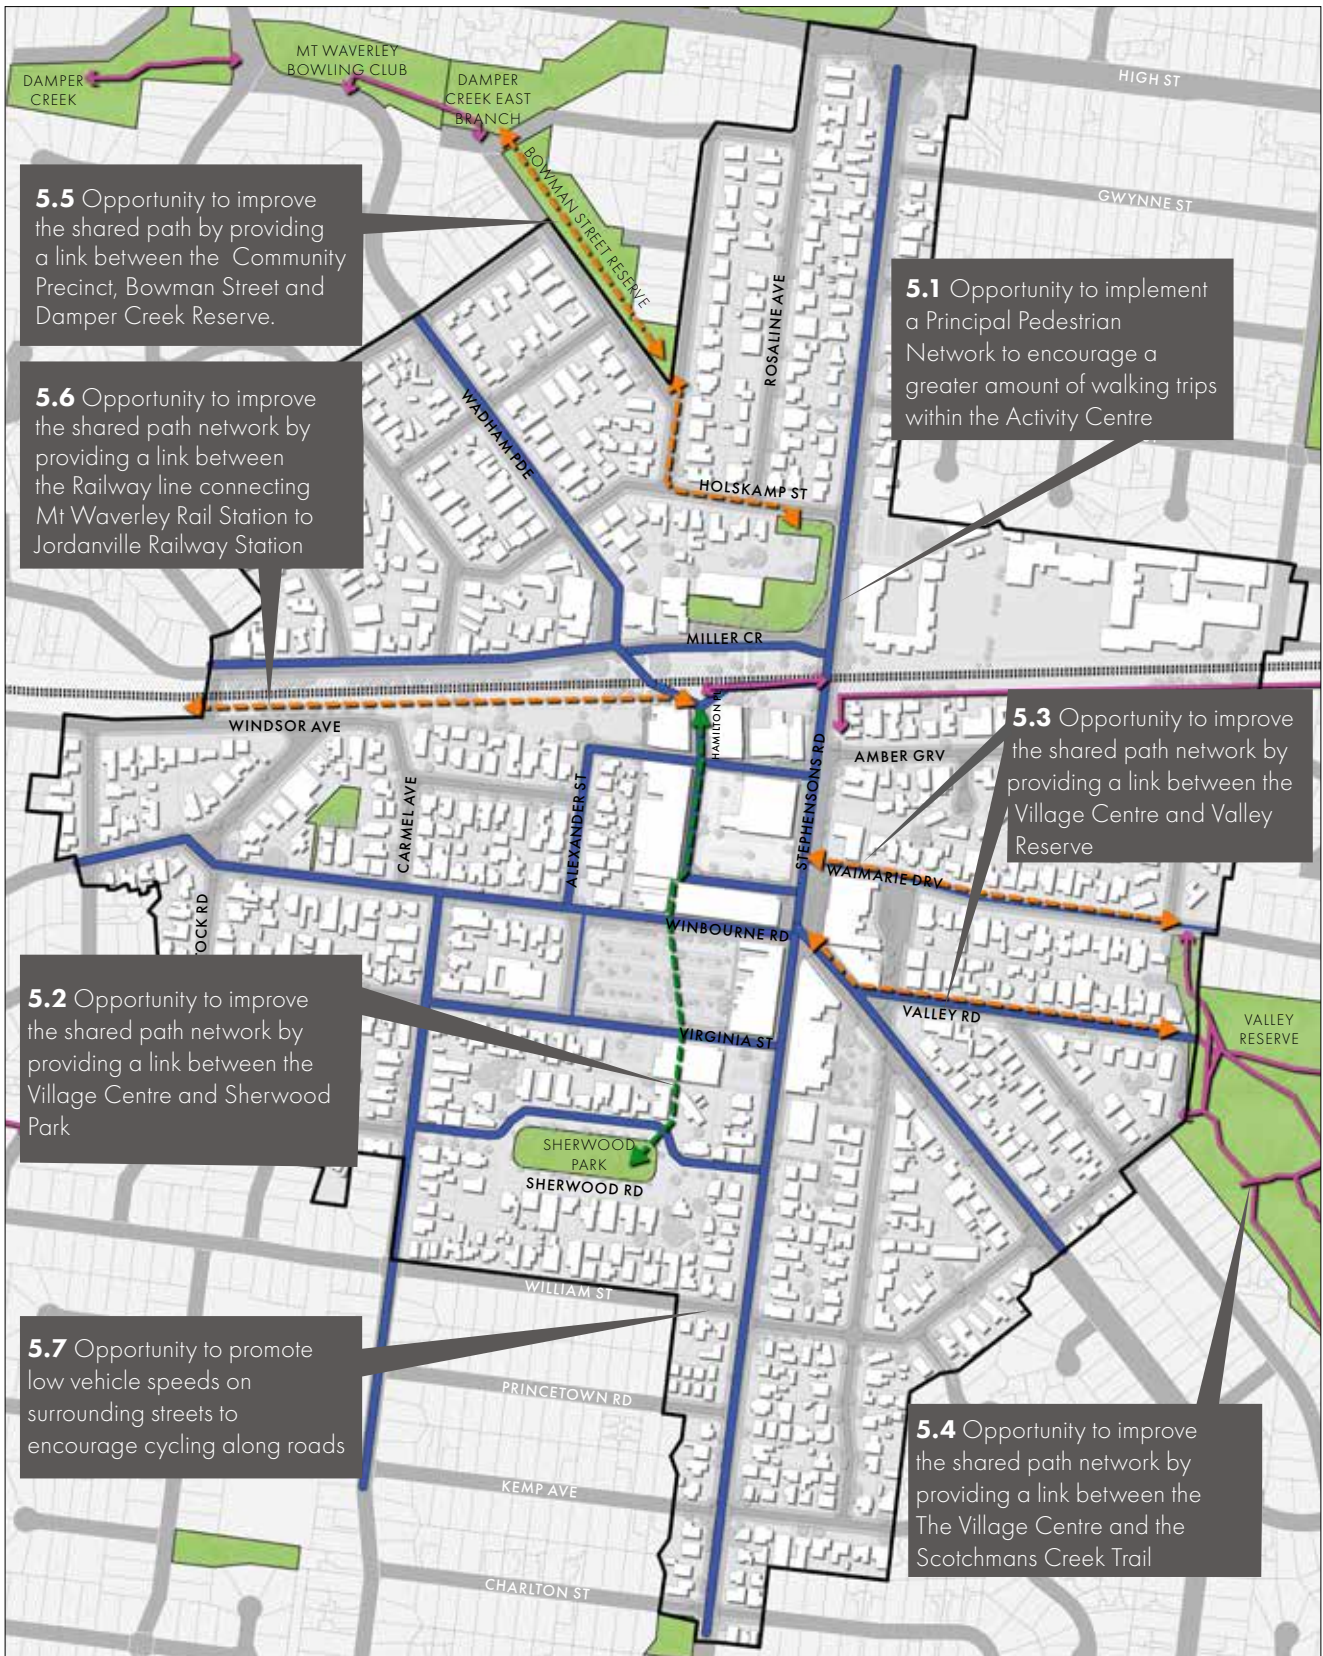 MT WAVERLEY
BOWLING CLUB
DAMPER
CREEK
DAMPER
CREEK EAST
BRANCH
HIGH ST
BOWMAN STREET RESERVE
GWYNNE ST
5.5 Opportunity to improve
the shared path by providing
a link between the Community
Precinct, Bowman Street and
Damper Creek Reserve.
5.1 Opportunity to implement
a Principal Pedestrian
Network to encourage a
greater amount of walking trips
within the Activity Centre
ROSALINE AVE
5.6 Opportunity to improve
the shared path network by
providing a link between
the Railway line connecting
Mt Waverley Rail Station to
Jordanville Railway Station
WADHAM PDE
HOLSKAMP ST
MILLER CR
WINDSOR AVE
HAMILTON PL
STEPHENSONS RD
AMBER GRV
5.3 Opportunity to improve
the shared path network by
providing a link between the
Village Centre and Valley
Reserve
CARMEL AVE
ALEXANDER ST
WAIMARIE DRV
TOCK RD
WINBOURNE RD
5.2 Opportunity to improve
the shared path network by
providing a link between the
Village Centre and Sherwood
Park
VALLEY RD
VALLEY
RESERVE
VIRGINIA ST
SHERWOOD
PARK
SHERWOOD RD
WILLIAM ST
5.7 Opportunity to promote
low vehicle speeds on
surrounding streets to
encourage cycling along roads
PRINCETOWN RD
5.4 Opportunity to improve
the shared path network by
providing a link between the
The Village Centre and the
Scotchmans Creek Trail
KEMP AVE
CHARLTON ST